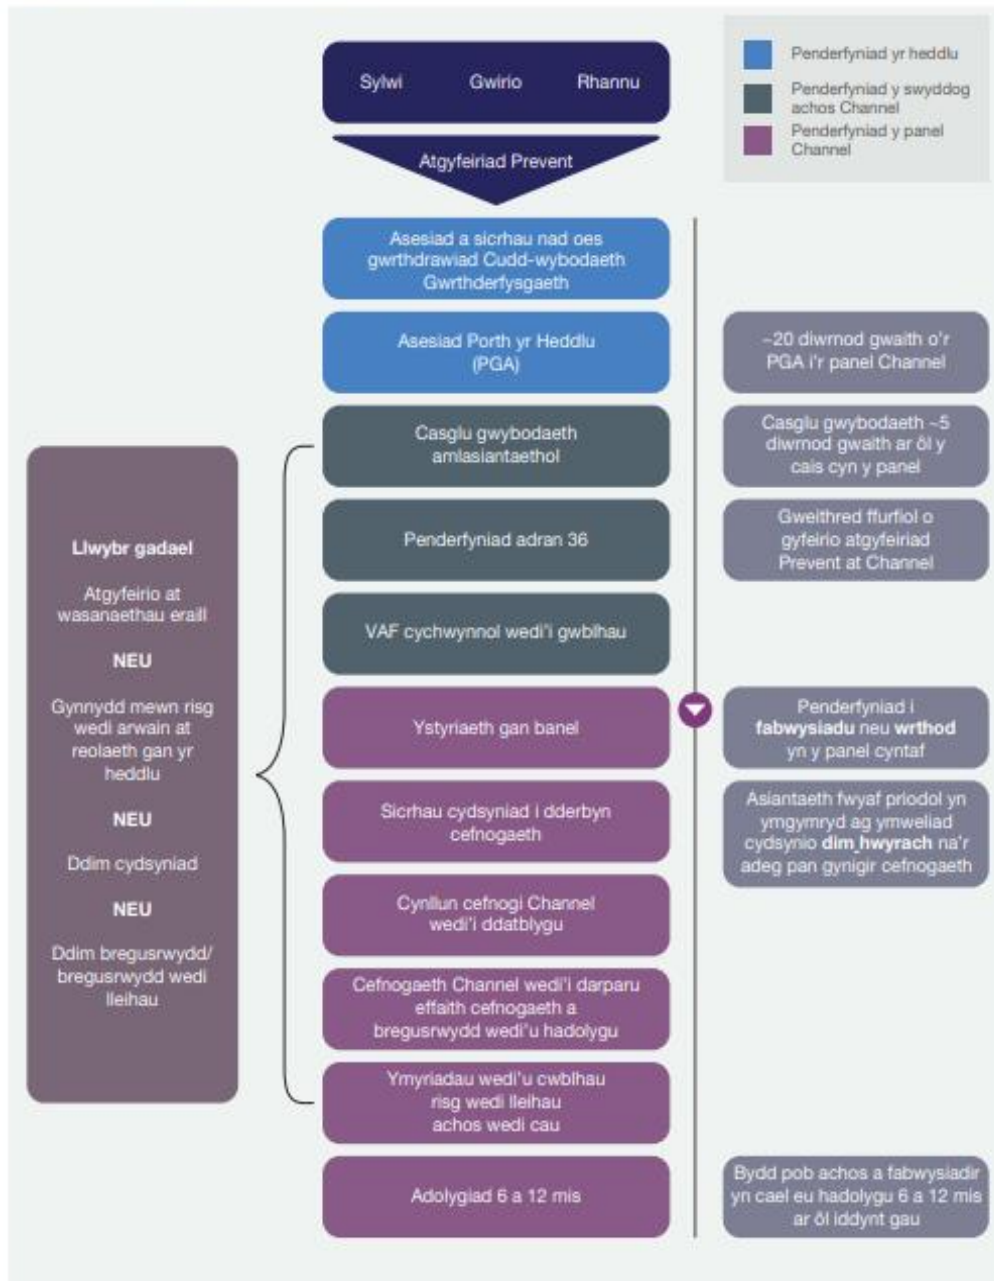 Sylwi Gwirio Rhannu
Atgyfeiriad Prevent
Penderfyniad yr heddlu
Penderfyniad y swyddog
achos Channel
Penderfyniad y panel
Channel
Asesiad a sicrhau nad oes
gwrthdrawiad Cudd-wybodaeth
Gwrthderfysgaeth
Asesiad Porth yr Heddlu
(PGA)
~20 diwrnod gwaith o'r
PGA i'r panel Channel
Casglu gwybodaeth
amlasiantaethol
Casglu gwybodaeth ~5
diwrnod gwaith ar ôl y
cais cyn y panel
Penderfyniad adran 36
Gweithred ffurfiol o
gyfeirio atgyfeiriad
Prevent at Channel
VAF cychwynnol wedi'i gwblhau
Ystyriaeth gan banel
Penderfyniad i
fabwysiadu neu wrthod
yn y panel cyntaf
Sicrhau cydsyniad i dderbyn
cefnogaeth
Asiantaeth fwyaf priodol yn
ymgymryd ag ymweliad
cydsynio dim hwyrach na'r
adeg pan gynigir cefnogaeth
Cynllun cefnogi Channel
wedi'i ddatblygu
Cefnogaeth Channel wedi'i darparu
effaith cefnogaeth a
bregusrwydd wedi'u hadolygu
Ymyriadau wedi'u cwblhau
risg wedi lleihau
achos wedi cau
Adolygiad 6 a 12 mis
Bydd pob achos a fabwysiadir
yn cael eu hadolygu 6 a 12 mis
ar ôl iddynt gau
Llwybr gadael
Atgyfeirio at
wasanaethau eraill
NEU
Gynnydd mewn risg
wedi arwain at
reolaeth gan yr
heddlu
NEU
Ddim cydsyniad
NEU
Ddim bregusrwydd/
bregusrwydd wedi
lleihau